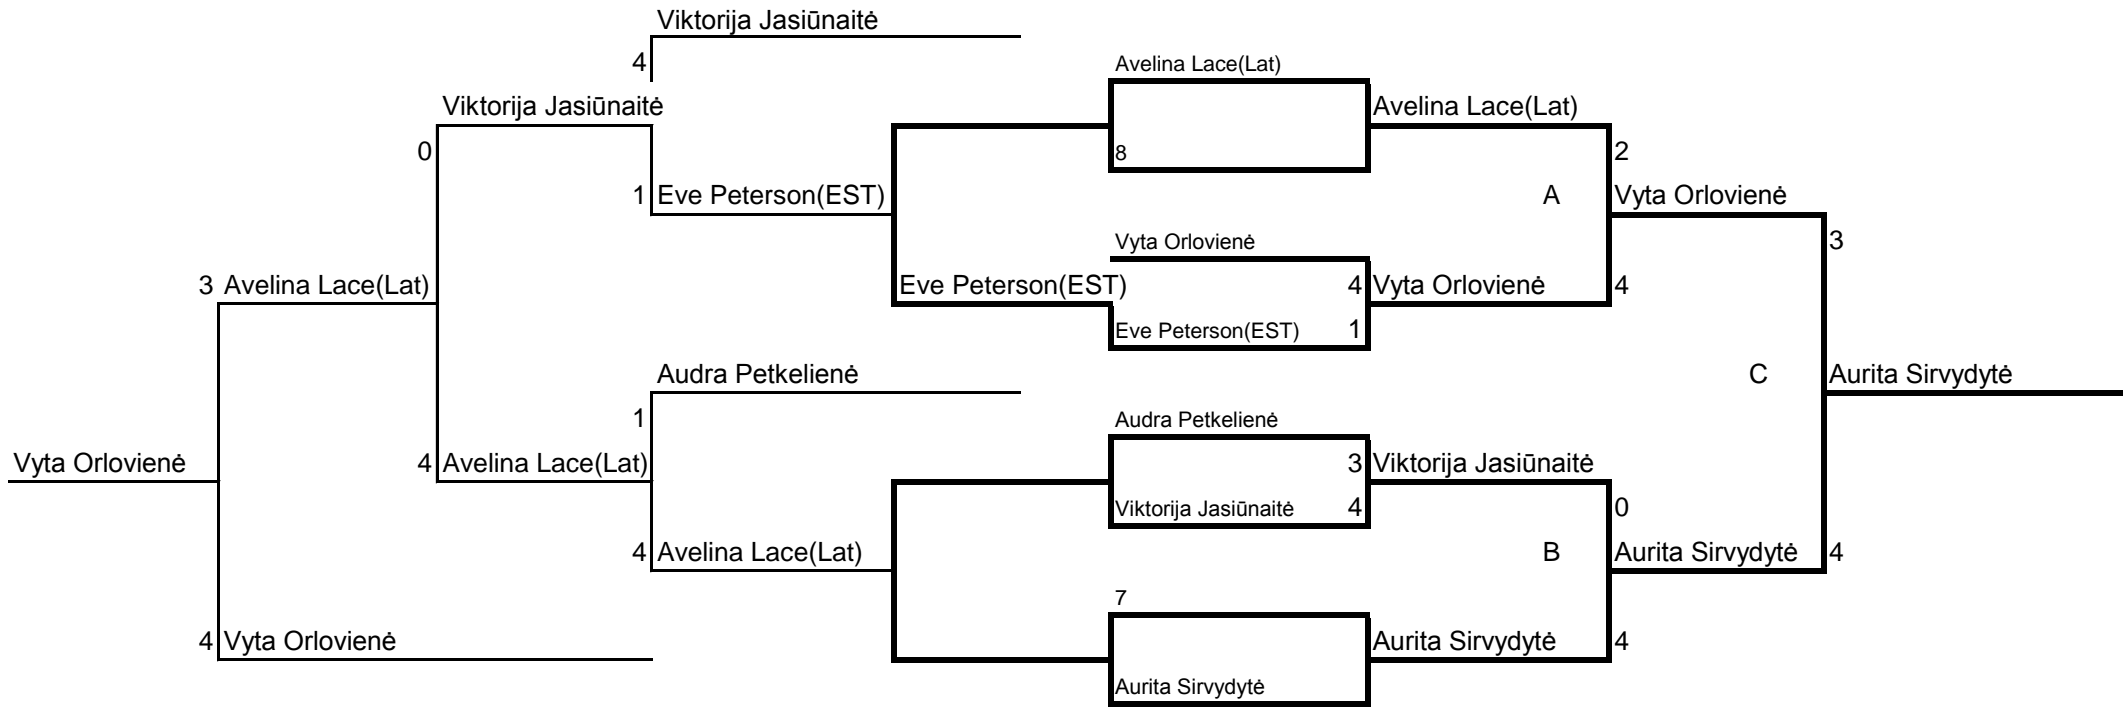 Viktorija Jasiūnaitė
4
Avelina Lace(Lat)
Viktorija Jasiūnaitė
Avelina Lace(Lat)
0
8
2
1
Eve Peterson(EST)
A
Vyta Orlovienė
Vyta Orlovienė
3
3
Avelina Lace(Lat)
Eve Peterson(EST)
4
Vyta Orlovienė
4
Eve Peterson(EST)
1
Audra Petkelienė
C
Aurita Sirvydytė
1
Audra Petkelienė
Vyta Orlovienė
4
Avelina Lace(Lat)
3
Viktorija Jasiūnaitė
Viktorija Jasiūnaitė
4
0
4
Avelina Lace(Lat)
B
Aurita Sirvydytė
4
7
4
Vyta Orlovienė
Aurita Sirvydytė
4
Aurita Sirvydytė